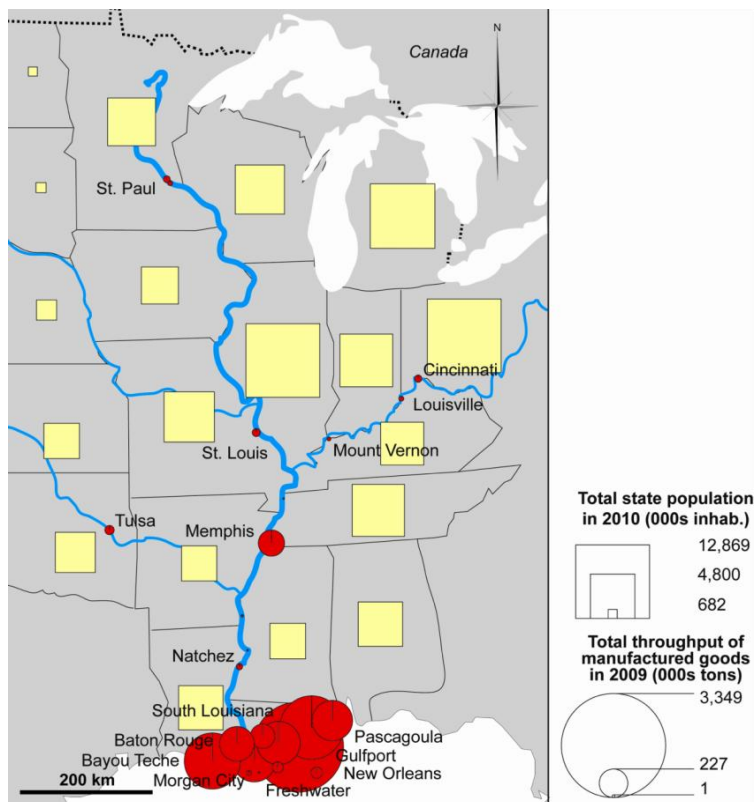 N
Canada
St. Paul
Cincinnati
Louisville
St. Louis
Mount Vernon
Tulsa
Memphis
Natchez
South Louisiana
Baton Rouge
Pascagoula
Bayou Teche
Gulfport
Morgan City
New Orleans
Freshwater
200 km
Total state population
in 2010 (000s inhab.)
12,869
4,800
682
Total throughput of
manufactured goods
in 2009 (000s tons)
3,349
227
1